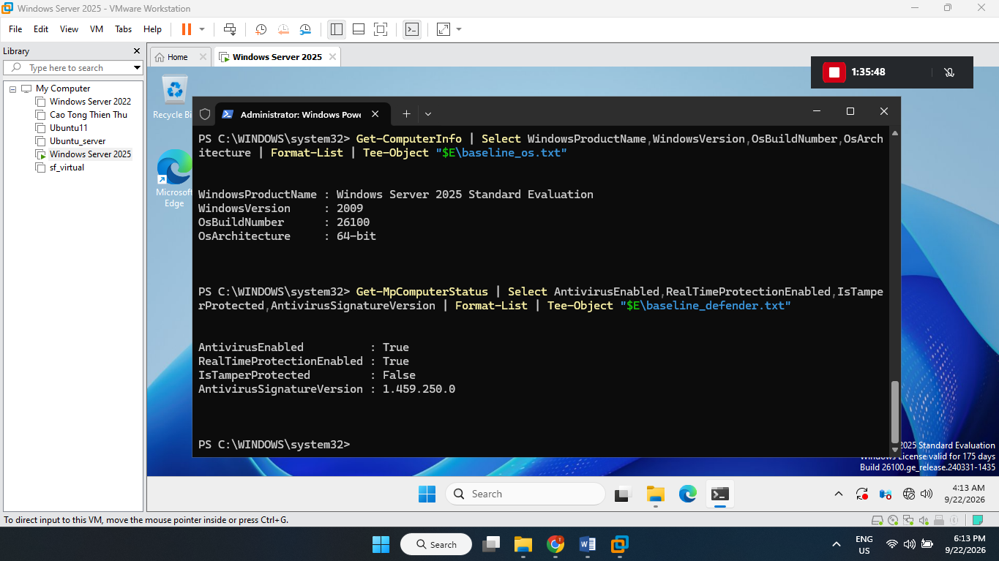 Windows Server 2025 - VMware Workstation
File Edit View VM Tabs Help
Library
Type here to search
My Computer
Windows Server 2022
Cao Tong Thien Thu
Ubuntu11
Ubuntu_server
Windows Server 2025
sf_virtual
Home
Windows Server 2025
1:35:48
Recycle Bi
Microsoft
Edge
Administrator: Windows Powe
PS C:\WINDOWS\system32> Get-ComputerInfo | Select WindowsProductName,WindowsVersion,OsBuildNumber,OsArch
itecture | Format-List | Tee-Object "$E\baseline_os.txt"
WindowsProductName : Windows Server 2025 Standard Evaluation
WindowsVersion : 2009
OsBuildNumber : 26100
OsArchitecture : 64-bit
PS C:\WINDOWS\system32> Get-MpComputerStatus | Select AntivirusEnabled,RealTimeProtectionEnabled,IsTampe
rProtected,AntivirusSignatureVersion | Format-List | Tee-Object "$E\baseline_defender.txt"
AntivirusEnabled : True
RealTimeProtectionEnabled : True
IsTamperProtected : False
AntivirusSignatureVersion : 1.459.250.0
PS C:\WINDOWS\system32>
2025 Standard Evaluation
Windows License valid for 175 days
Build 26100.ge_release.240331-1435
Search
4:13 AM
9/22/2026
To direct input to this VM, move the mouse pointer inside or press Ctrl+G.
Search
ENG
US
6:13 PM
9/22/2026